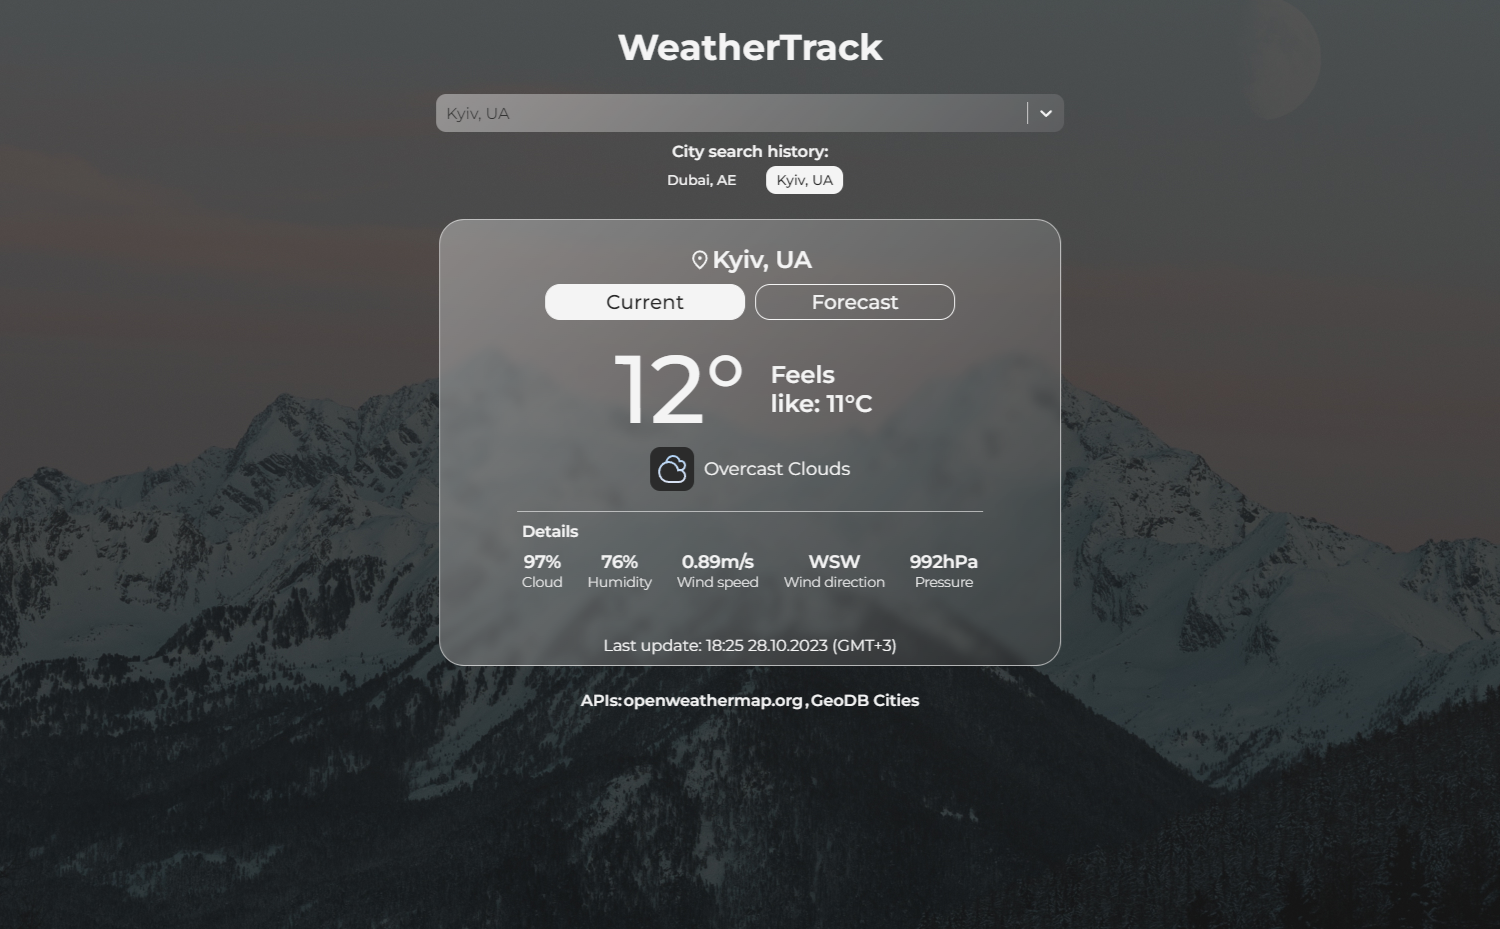 WeatherTrack
Kyiv, UA
City search history:
Dubai, AE Kyiv, UA
Kyiv, UA
Current Forecast
12° Feels
like: 11°C
Overcast Clouds
Details
97% 76% 0.89m/s WSW 992hPa
Cloud Humidity Wind speed Wind direction Pressure
Last update: 18:25 28.10.2023 (GMT+3)
APIs: openweathermap.org , GeoDB Cities